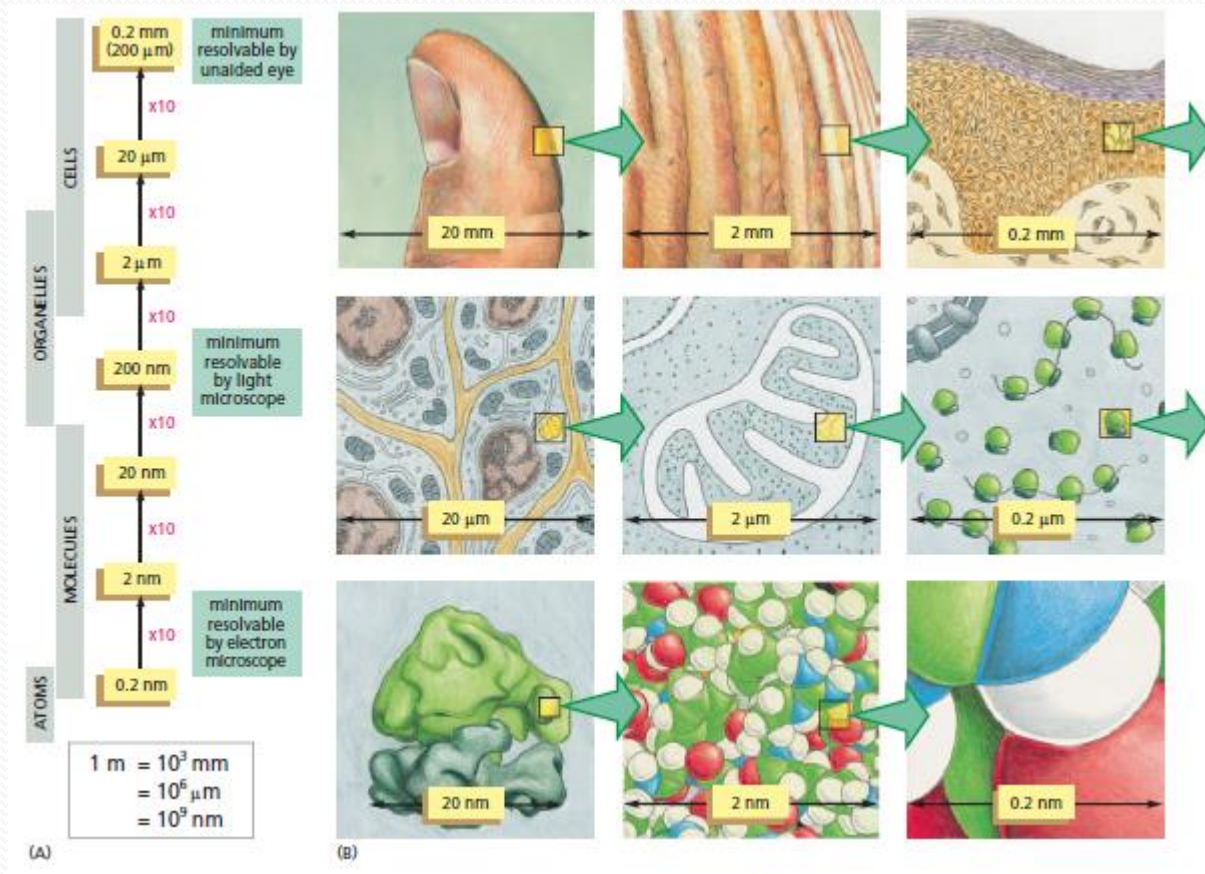 0.2 mm
(200 μm)
minimum
resolvable by
unaided eye
x10
20 μm
x10
2 μm
x10
200 nm
minimum
resolvable
by light
microscope
x10
20 nm
x10
2 nm
minimum
resolvable
by electron
microscope
x10
0.2 nm
CELLS
ORGANELLES
MOLECULES
ATOMS
1 m = 10³ mm
= 10⁶ μm
= 10⁹ nm
(A)
20 mm
2 mm
0.2 mm
20 μm
2 μm
0.2 μm
20 nm
2 nm
0.2 nm
(B)